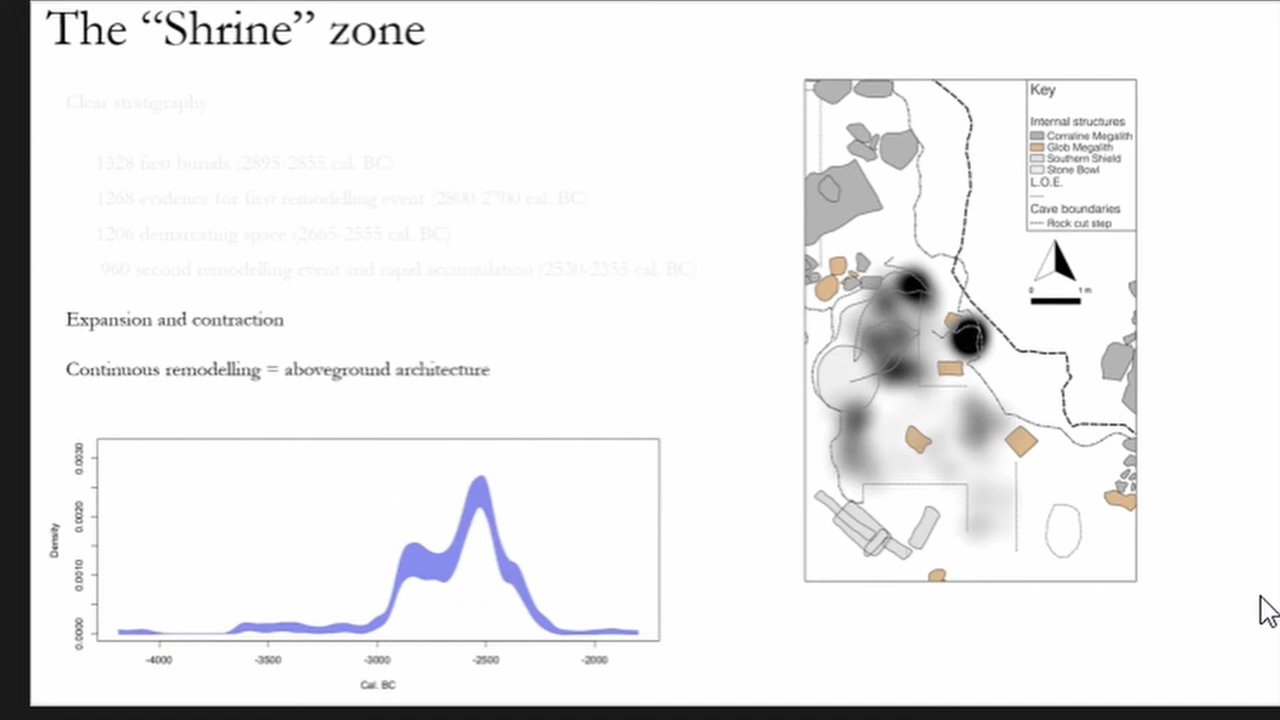 The “Shrine” zone
Clear stratigraphy
1328 first burials (2895-2855 cal. BC)
1268 evidence for first remodelling event (2800-2700 cal. BC)
1206 demarcating space (2665-2555 cal. BC)
960 second remodelling event and rapid accumulation (2530-2355 cal. BC)
Expansion and contraction
Continuous remodelling = aboveground architecture
Density
0.0030
0.0020
0.0010
0.0000
-4000 -3500 -3000 -2500 -2000
Cal. BC
Key
Internal structures
Corraline Megalith
Glob Megalith
Southern Shield
Stone Bowl
L.O.E.
Cave boundaries
Rock cut step
0 1 m